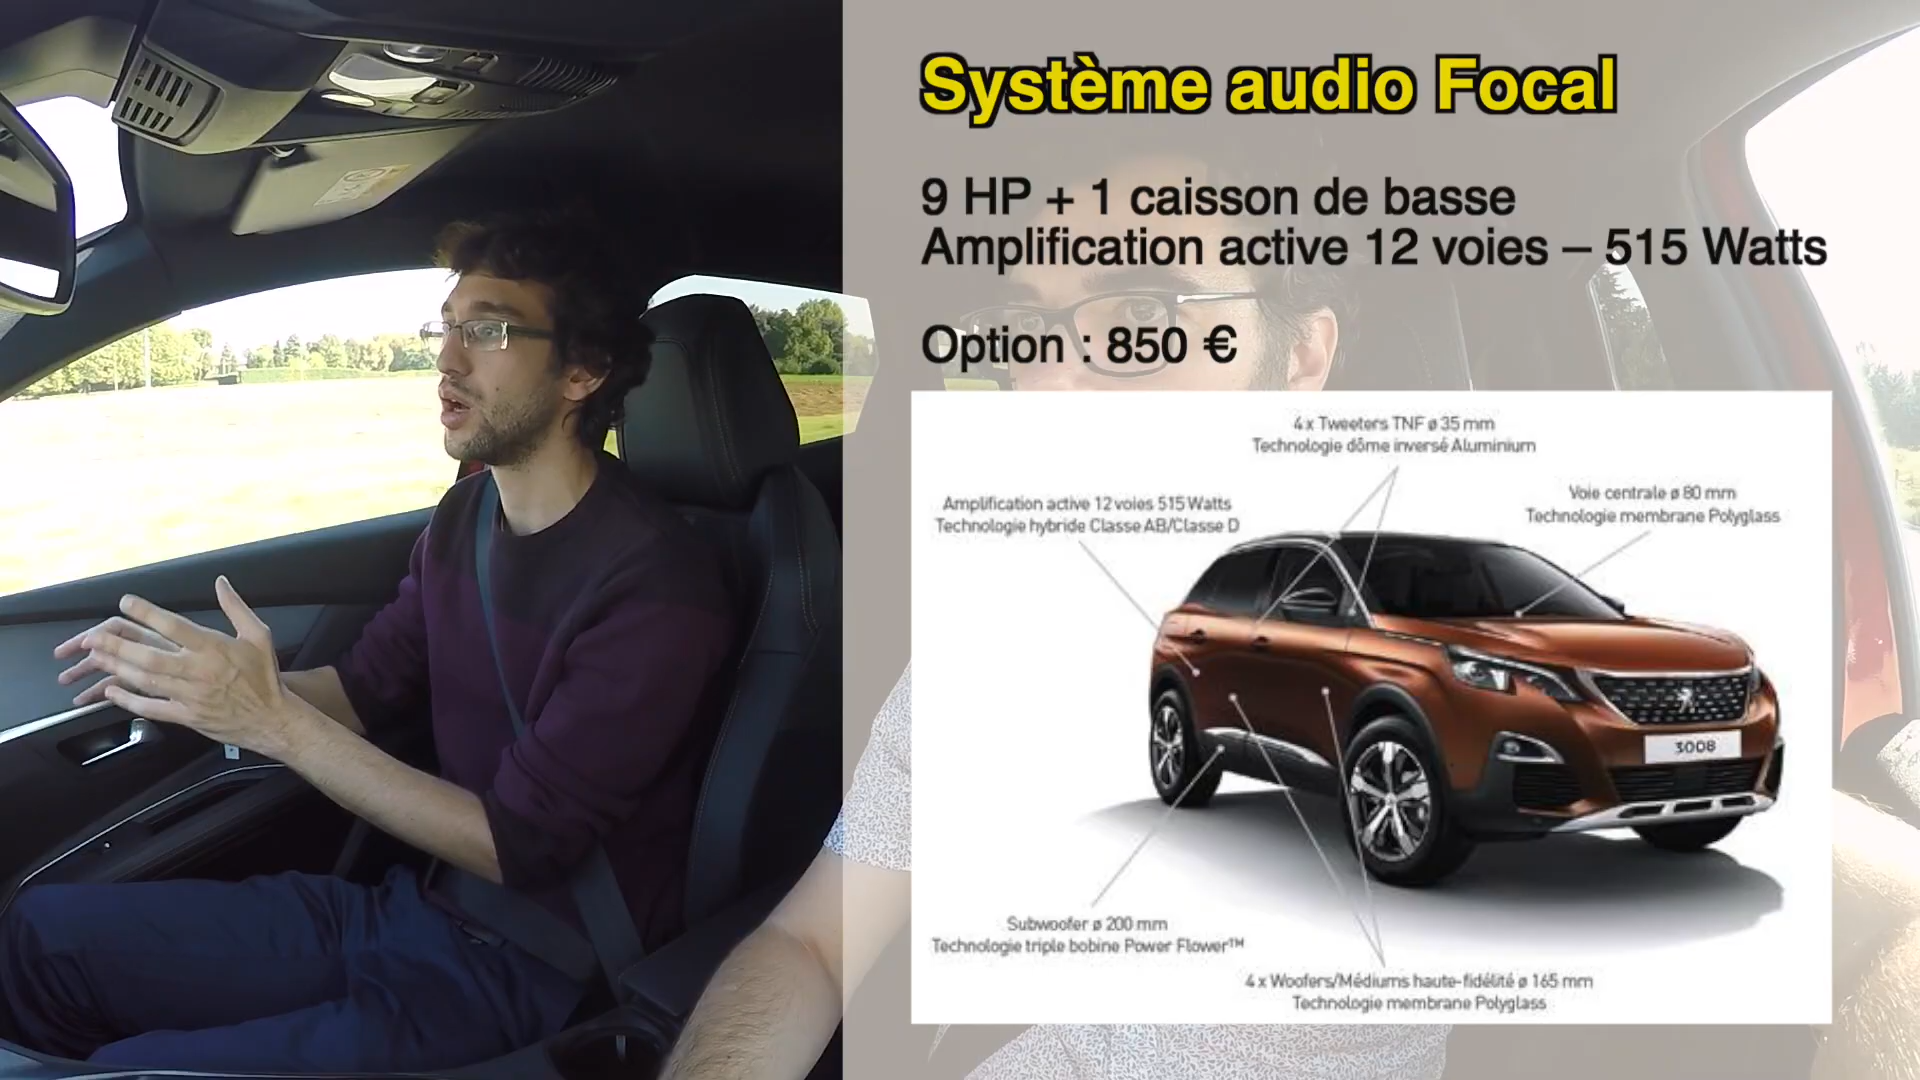 Système audio Focal
9 HP + 1 caisson de basse
Amplification active 12 voies – 515 Watts
Option : 850 €
4 x Tweeters TNF ø 35 mm
Technologie dôme inversé Aluminium
Amplification active 12 voies 515 Watts
Technologie hybride Classe AB/Classe D
Voie centrale ø 80 mm
Technologie membrane Polyglass
3008
Subwoofer ø 200 mm
Technologie triple bobine Power Flower™
4 x Woofers/Médiums haute-fidélité ø 165 mm
Technologie membrane Polyglass